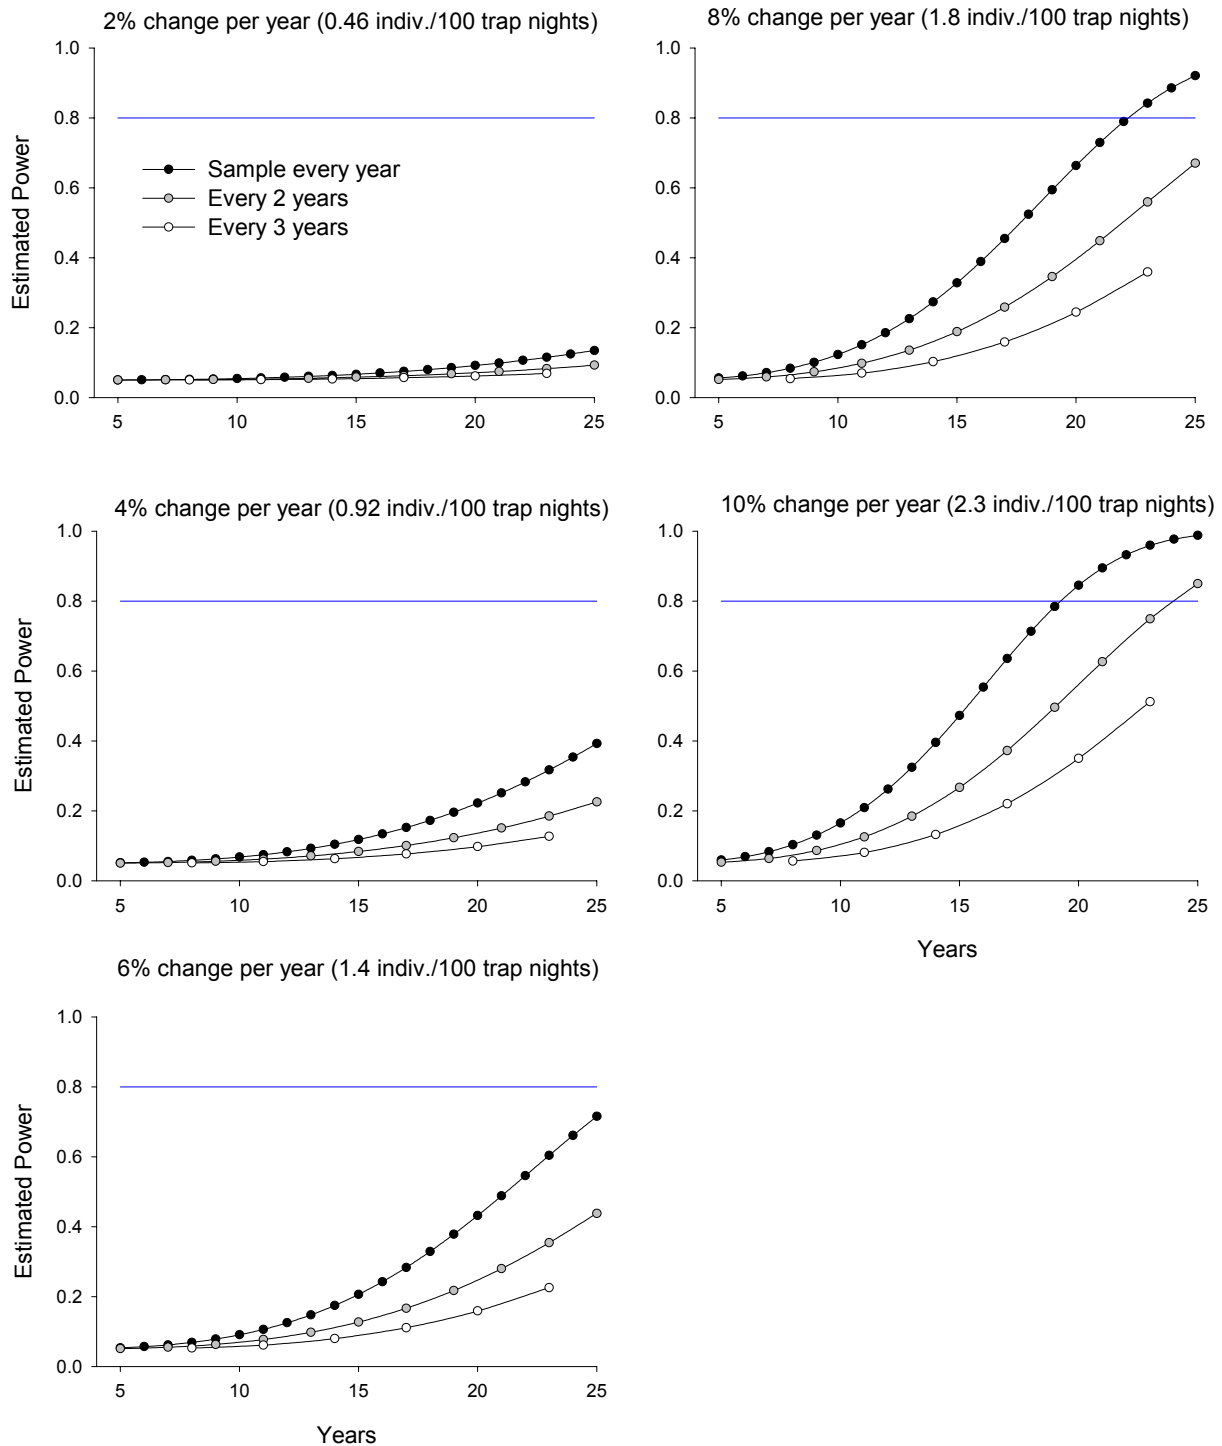 2% change per year (0.46 indiv./100 trap nights)
1.0
0.8
0.6
0.4
0.2
0.0
Estimated Power
Sample every year
Every 2 years
Every 3 years
5 10 15 20 25
8% change per year (1.8 indiv./100 trap nights)
1.0
0.8
0.6
0.4
0.2
0.0
5 10 15 20 25
4% change per year (0.92 indiv./100 trap nights)
1.0
0.8
0.6
0.4
0.2
0.0
Estimated Power
5 10 15 20 25
10% change per year (2.3 indiv./100 trap nights)
1.0
0.8
0.6
0.4
0.2
0.0
5 10 15 20 25
Years
6% change per year (1.4 indiv./100 trap nights)
1.0
0.8
0.6
0.4
0.2
0.0
Estimated Power
5 10 15 20 25
Years